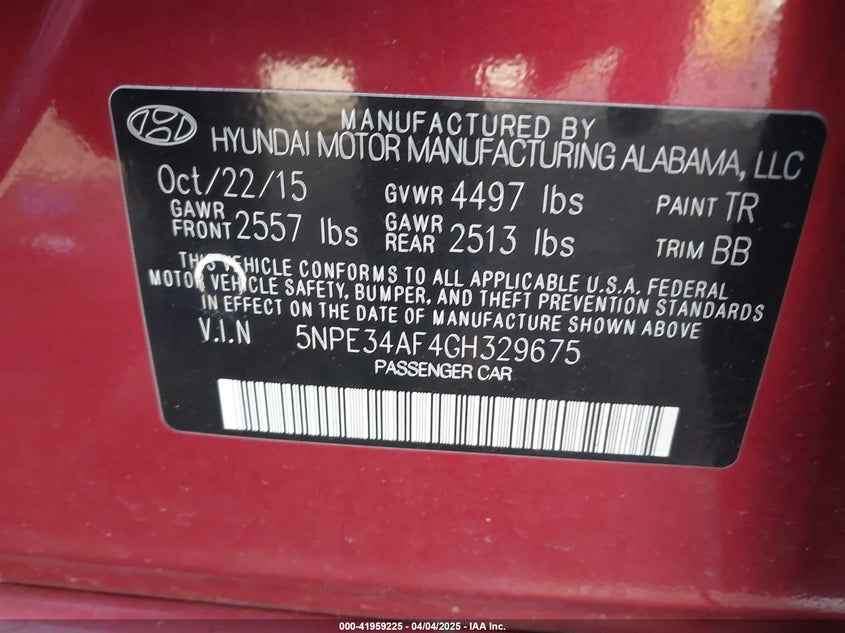 MANUFACTURED BY
HYUNDAI MOTOR MANUFACTURING ALABAMA, LLC
Oct/22/15 GVWR 4497 lbs PAINT TR
GAWR FRONT 2557 lbs GAWR REAR 2513 lbs TRIM BB
THIS VEHICLE CONFORMS TO ALL APPLICABLE U.S.A. FEDERAL
MOTOR VEHICLE SAFETY, BUMPER, AND THEFT PREVENTION STANDARDS
IN EFFECT ON THE DATE OF MANUFACTURE SHOWN ABOVE
V.I.N 5NPE34AF4GH329675
PASSENGER CAR
000-41959225 - 04/04/2025 - IAA Inc.